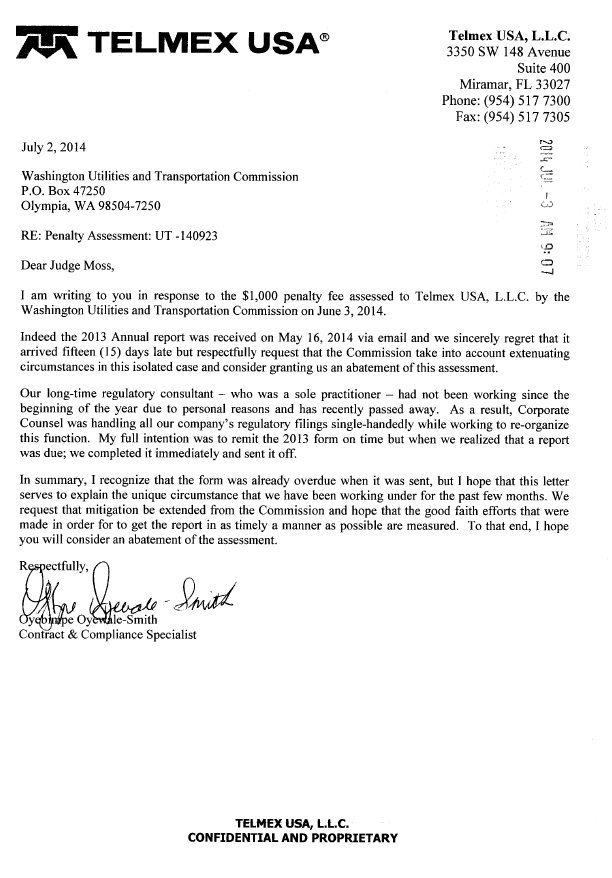 TELMEX USA®
Telmex USA, L.L.C.
3350 SW 148 Avenue
Suite 400
Miramar, FL 33027
Phone: (954) 517 7300
Fax: (954) 517 7305
July 2, 2014
2014 JUL -3 AM 9:07
Washington Utilities and Transportation Commission
P.O. Box 47250
Olympia, WA 98504-7250
RE: Penalty Assessment: UT -140923
Dear Judge Moss,
I am writing to you in response to the $1,000 penalty fee assessed to Telmex USA, L.L.C. by the
Washington Utilities and Transportation Commission on June 3, 2014.
Indeed the 2013 Annual report was received on May 16, 2014 via email and we sincerely regret that it
arrived fifteen (15) days late but respectfully request that the Commission take into account extenuating
circumstances in this isolated case and consider granting us an abatement of this assessment.
Our long-time regulatory consultant – who was a sole practitioner – had not been working since the
beginning of the year due to personal reasons and has recently passed away. As a result, Corporate
Counsel was handling all our company's regulatory filings single-handedly while working to re-organize
this function. My full intention was to remit the 2013 form on time but when we realized that a report
was due; we completed it immediately and sent it off.
In summary, I recognize that the form was already overdue when it was sent, but I hope that this letter
serves to explain the unique circumstance that we have been working under for the past few months. We
request that mitigation be extended from the Commission and hope that the good faith efforts that were
made in order for to get the report in as timely a manner as possible are measured. To that end, I hope
you will consider an abatement of the assessment.
Respectfully,
Oyewale-Smith
Oyebimpe Oyewale-Smith
Contract & Compliance Specialist
TELMEX USA, L.L.C.
CONFIDENTIAL AND PROPRIETARY